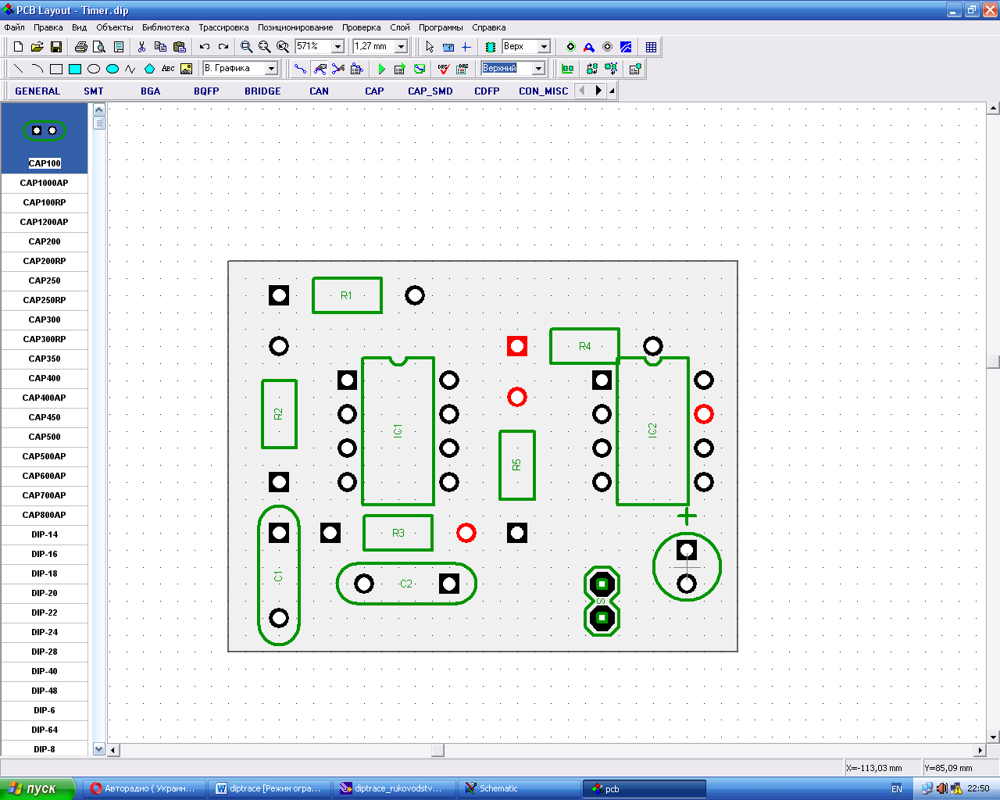 PCB Layout - Timer.dip
Файл Правка Вид Объекты Библиотека Трассировка Позиционирование Проверка Слой Программы Справка
571% 1,27 mm Верх
Abc В. Графика DRC DRC Верхний
GENERAL SMT BGA BQFP BRIDGE CAN CAP CAP_SMD CDFP CON_MISC
CAP100
CAP1000AP
CAP100RP
CAP1200AP
CAP200
CAP200RP
CAP250
CAP250RP
CAP300
CAP300RP
CAP350
CAP400
CAP400AP
CAP450
CAP500
CAP500AP
CAP600AP
CAP700AP
CAP800AP
DIP-14
DIP-16
DIP-18
DIP-20
DIP-22
DIP-24
DIP-28
DIP-40
DIP-48
DIP-6
DIP-64
DIP-8
R1
R4
R2
IC1
IC2
R5
R3
C1
C2
X=-113,03 mm Y=85,09 mm
пуск Авторадио ( Украин... diptrace [Режим огра... diptrace_rukovodstv... Schematic pcb EN 22:50